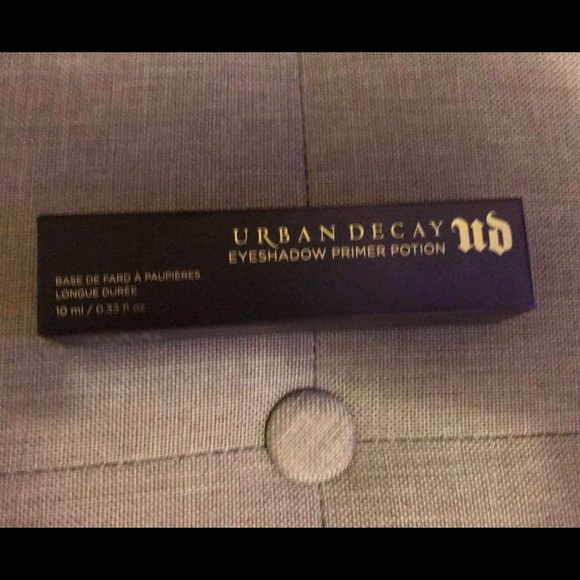 URBAN DECAY
EYESHADOW PRIMER POTION
UD
BASE DE FARD À PAUPIÈRES
LONGUE DURÉE
10 ml / 0.33 fl oz